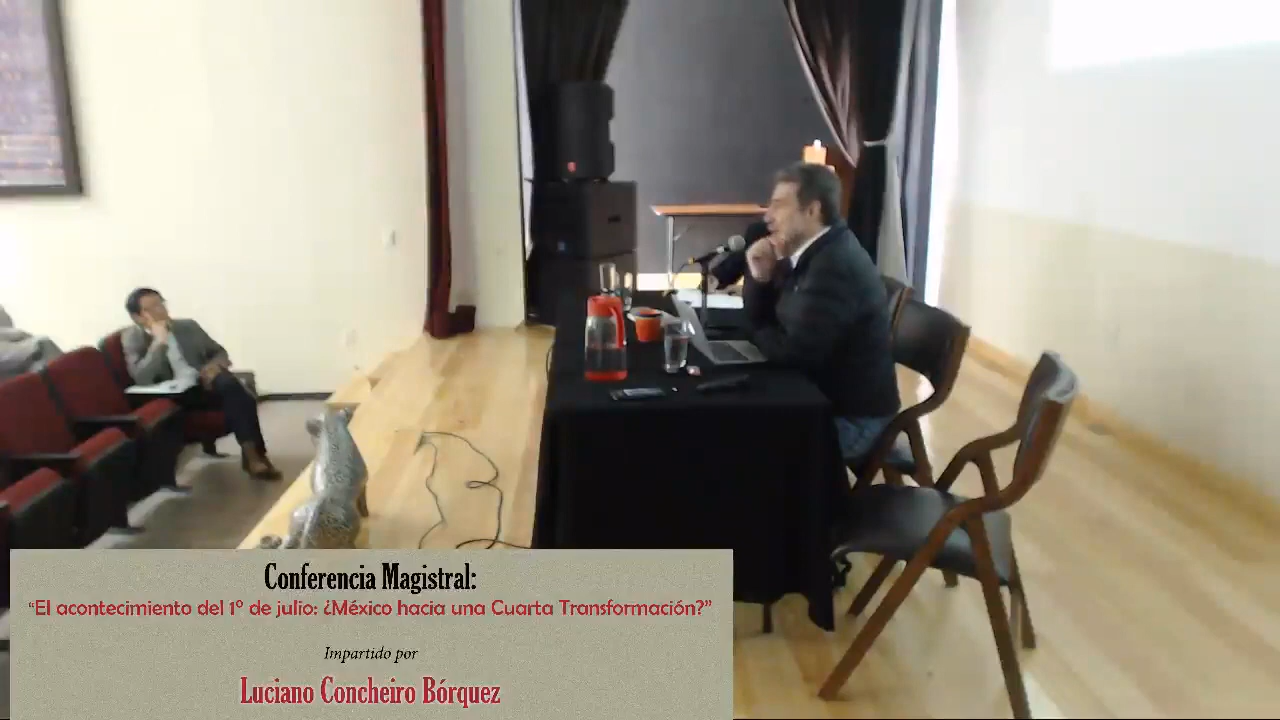 Conferencia Magistral:
"El acontecimiento del 1º de julio: ¿México hacia una Cuarta Transformación?"
Impartido por
Luciano Concheiro Bórquez